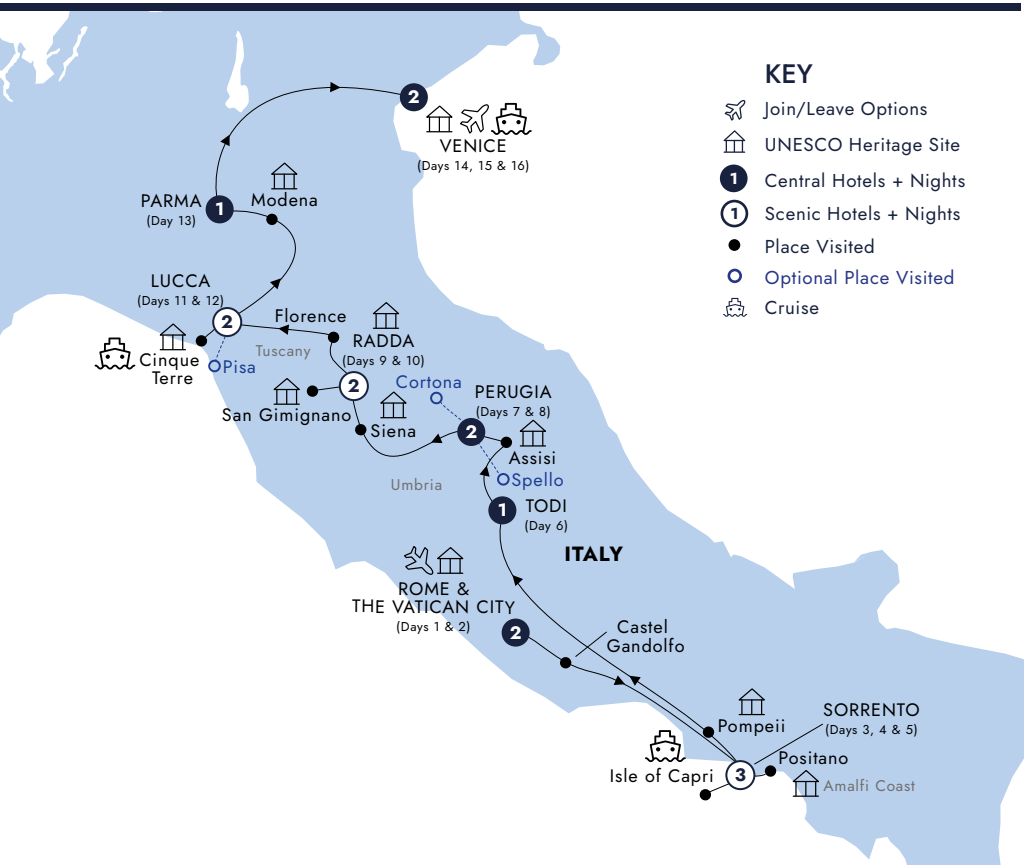 KEY
Join/Leave Options
UNESCO Heritage Site
1 Central Hotels + Nights
1 Scenic Hotels + Nights
Place Visited
Optional Place Visited
Cruise
2
VENICE
(Days 14, 15 & 16)
PARMA
(Day 13)
1
Modena
LUCCA
(Days 11 & 12)
2
Florence
RADDA
(Days 9 & 10)
2
Tuscany
Cinque
Terre
Pisa
San Gimignano
Siena
Cortona
PERUGIA
(Days 7 & 8)
2
Assisi
Spello
Umbria
1
TODI
(Day 6)
ITALY
ROME &
THE VATICAN CITY
(Days 1 & 2)
2
Castel
Gandolfo
Pompeii
SORRENTO
(Days 3, 4 & 5)
3
Positano
Isle of Capri
Amalfi Coast